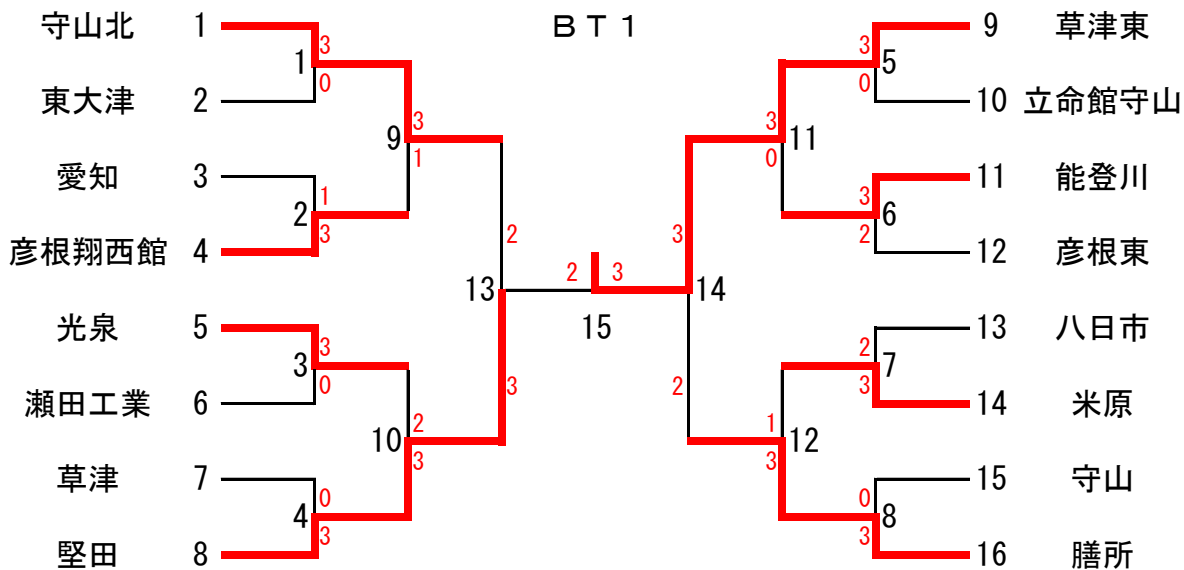 守山北 1 BT1 9 草津東
3 3
1 5
0 0
東大津 2 10 立命館守山
3 3
9 11
1 0
愛知 3 11 能登川
1 3
2 6
3 2
彦根翔西館 4 12 彦根東
2 3
2 3
13 14
15
光泉 5 13 八日市
3 2
3 7
0 3
3 2
瀬田工業 6 14 米原
2 1
10 12
3 3
草津 7 15 守山
0 0
4 8
3 3
堅田 8 16 膳所